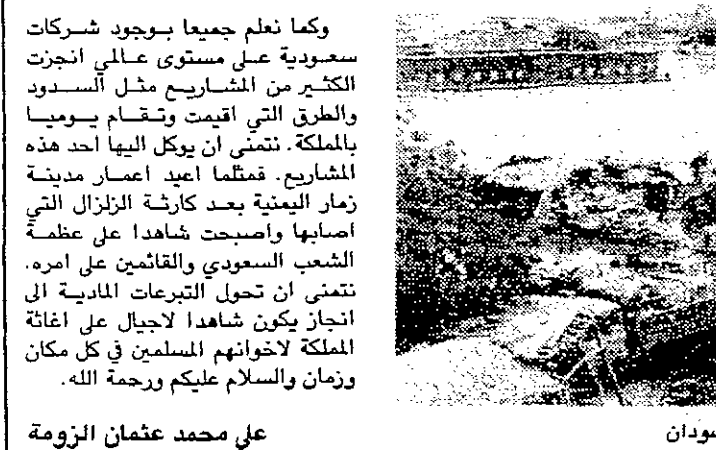 وكما نعلم جميعا بوجود شركات
سعودية على مستوى عالمي انجزت
الكثير من المشاريع مثل السدود
والطرق التي اقيمت وتقام يوميا
بالمملكة. نتمنى ان يوكل اليها احد هذه
المشاريع. فمثلما اعيد اعمار مدينة
زمار اليمنية بعد كارثة الزلزال التي
اصابها واصبحت شاهدا على عظمة
الشعب السعودي والقائمين على امره.
نتمنى ان تحول التبرعات المادية الى
انجاز يكون شاهدا لاجيال على اغاثة
المملكة لاخوانهم المسلمين في كل مكان
وزمان والسلام عليكم ورحمة الله.
علي محمد عثمان الزومة
سودان